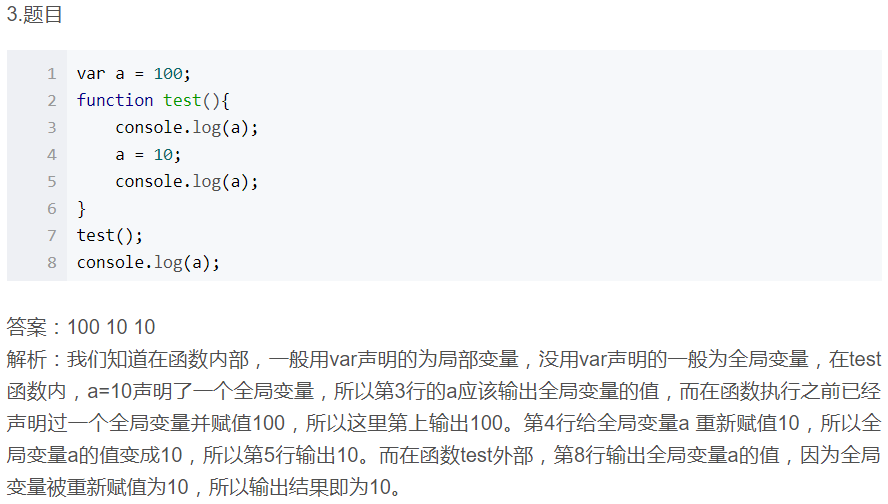 3.题目
1 var a = 100;
2 function test(){
3     console.log(a);
4     a = 10;
5     console.log(a);
6 }
7 test();
8 console.log(a);
答案：100 10 10
解析：我们知道在函数内部，一般用var声明的为局部变量，没用var声明的一般为全局变量，在test
函数内，a=10声明了一个全局变量，所以第3行的a应该输出全局变量的值，而在函数执行之前已经
声明过一个全局变量并赋值100，所以这里第上输出100。第4行给全局变量a 重新赋值10，所以全
局变量a的值变成10，所以第5行输出10。而在函数test外部，第8行输出全局变量a的值，因为全局
变量被重新赋值为10，所以输出结果即为10。